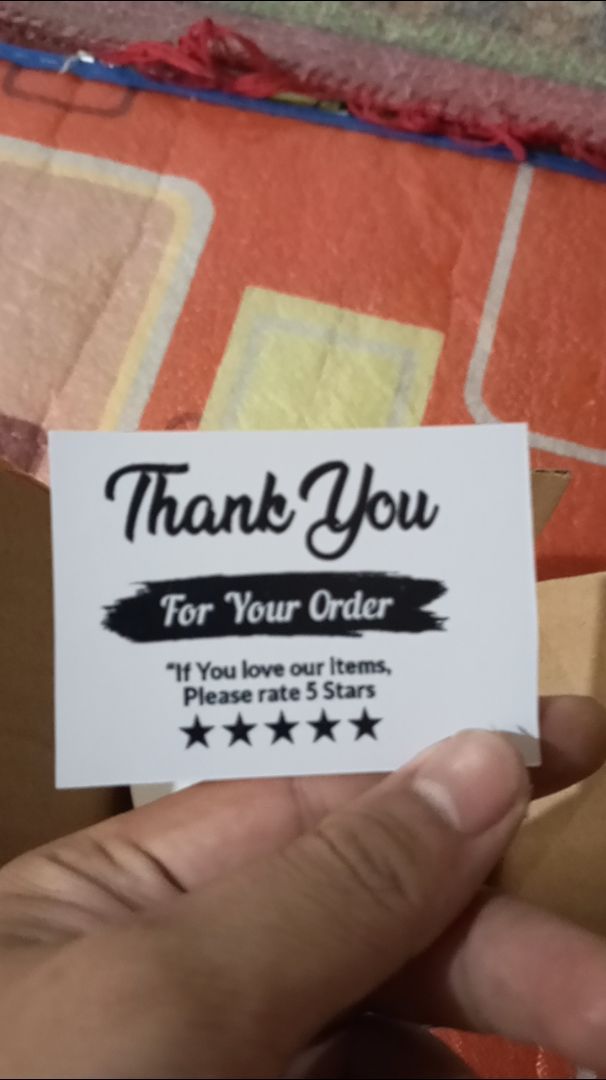 Thank You
For Your Order
"If You love our items,
Please rate 5 Stars